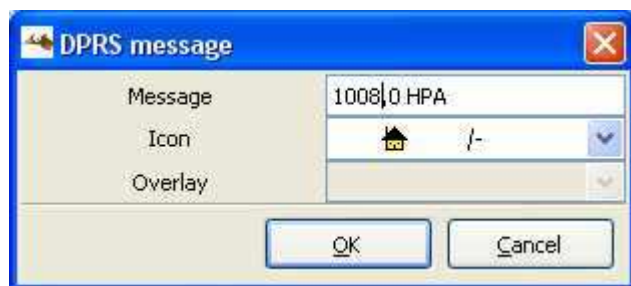 DPRS message
Message 1008.0 HPA
Icon /-
Overlay
OK Cancel